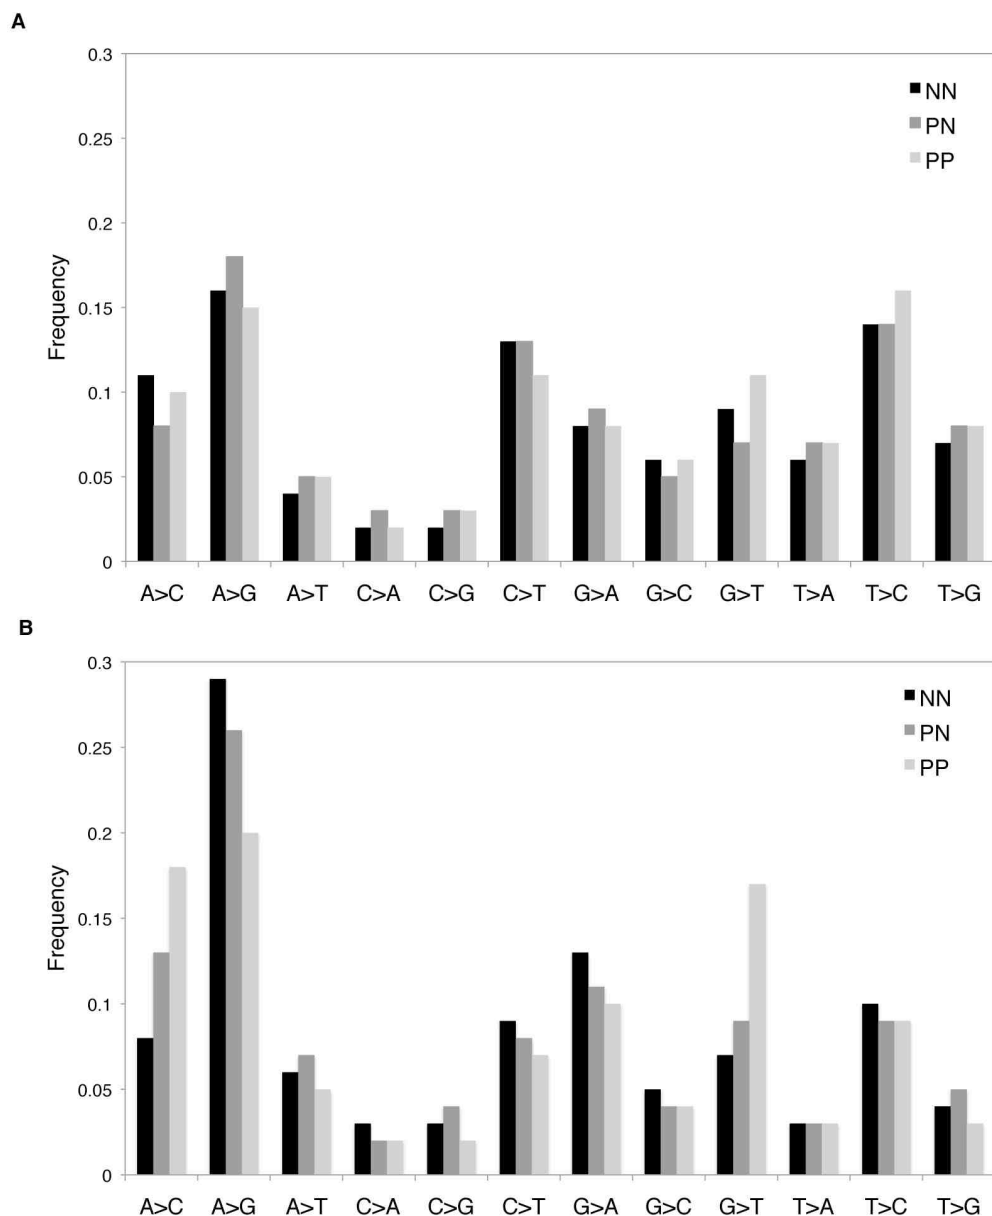 A
0.3
NN
PN
PP
0.25
0.2
0.15
0.1
0.05
0
Frequency
A>C A>G A>T C>A C>G C>T G>A G>C G>T T>A T>C T>G
B
0.3
NN
PN
PP
0.25
0.2
0.15
0.1
0.05
0
Frequency
A>C A>G A>T C>A C>G C>T G>A G>C G>T T>A T>C T>G